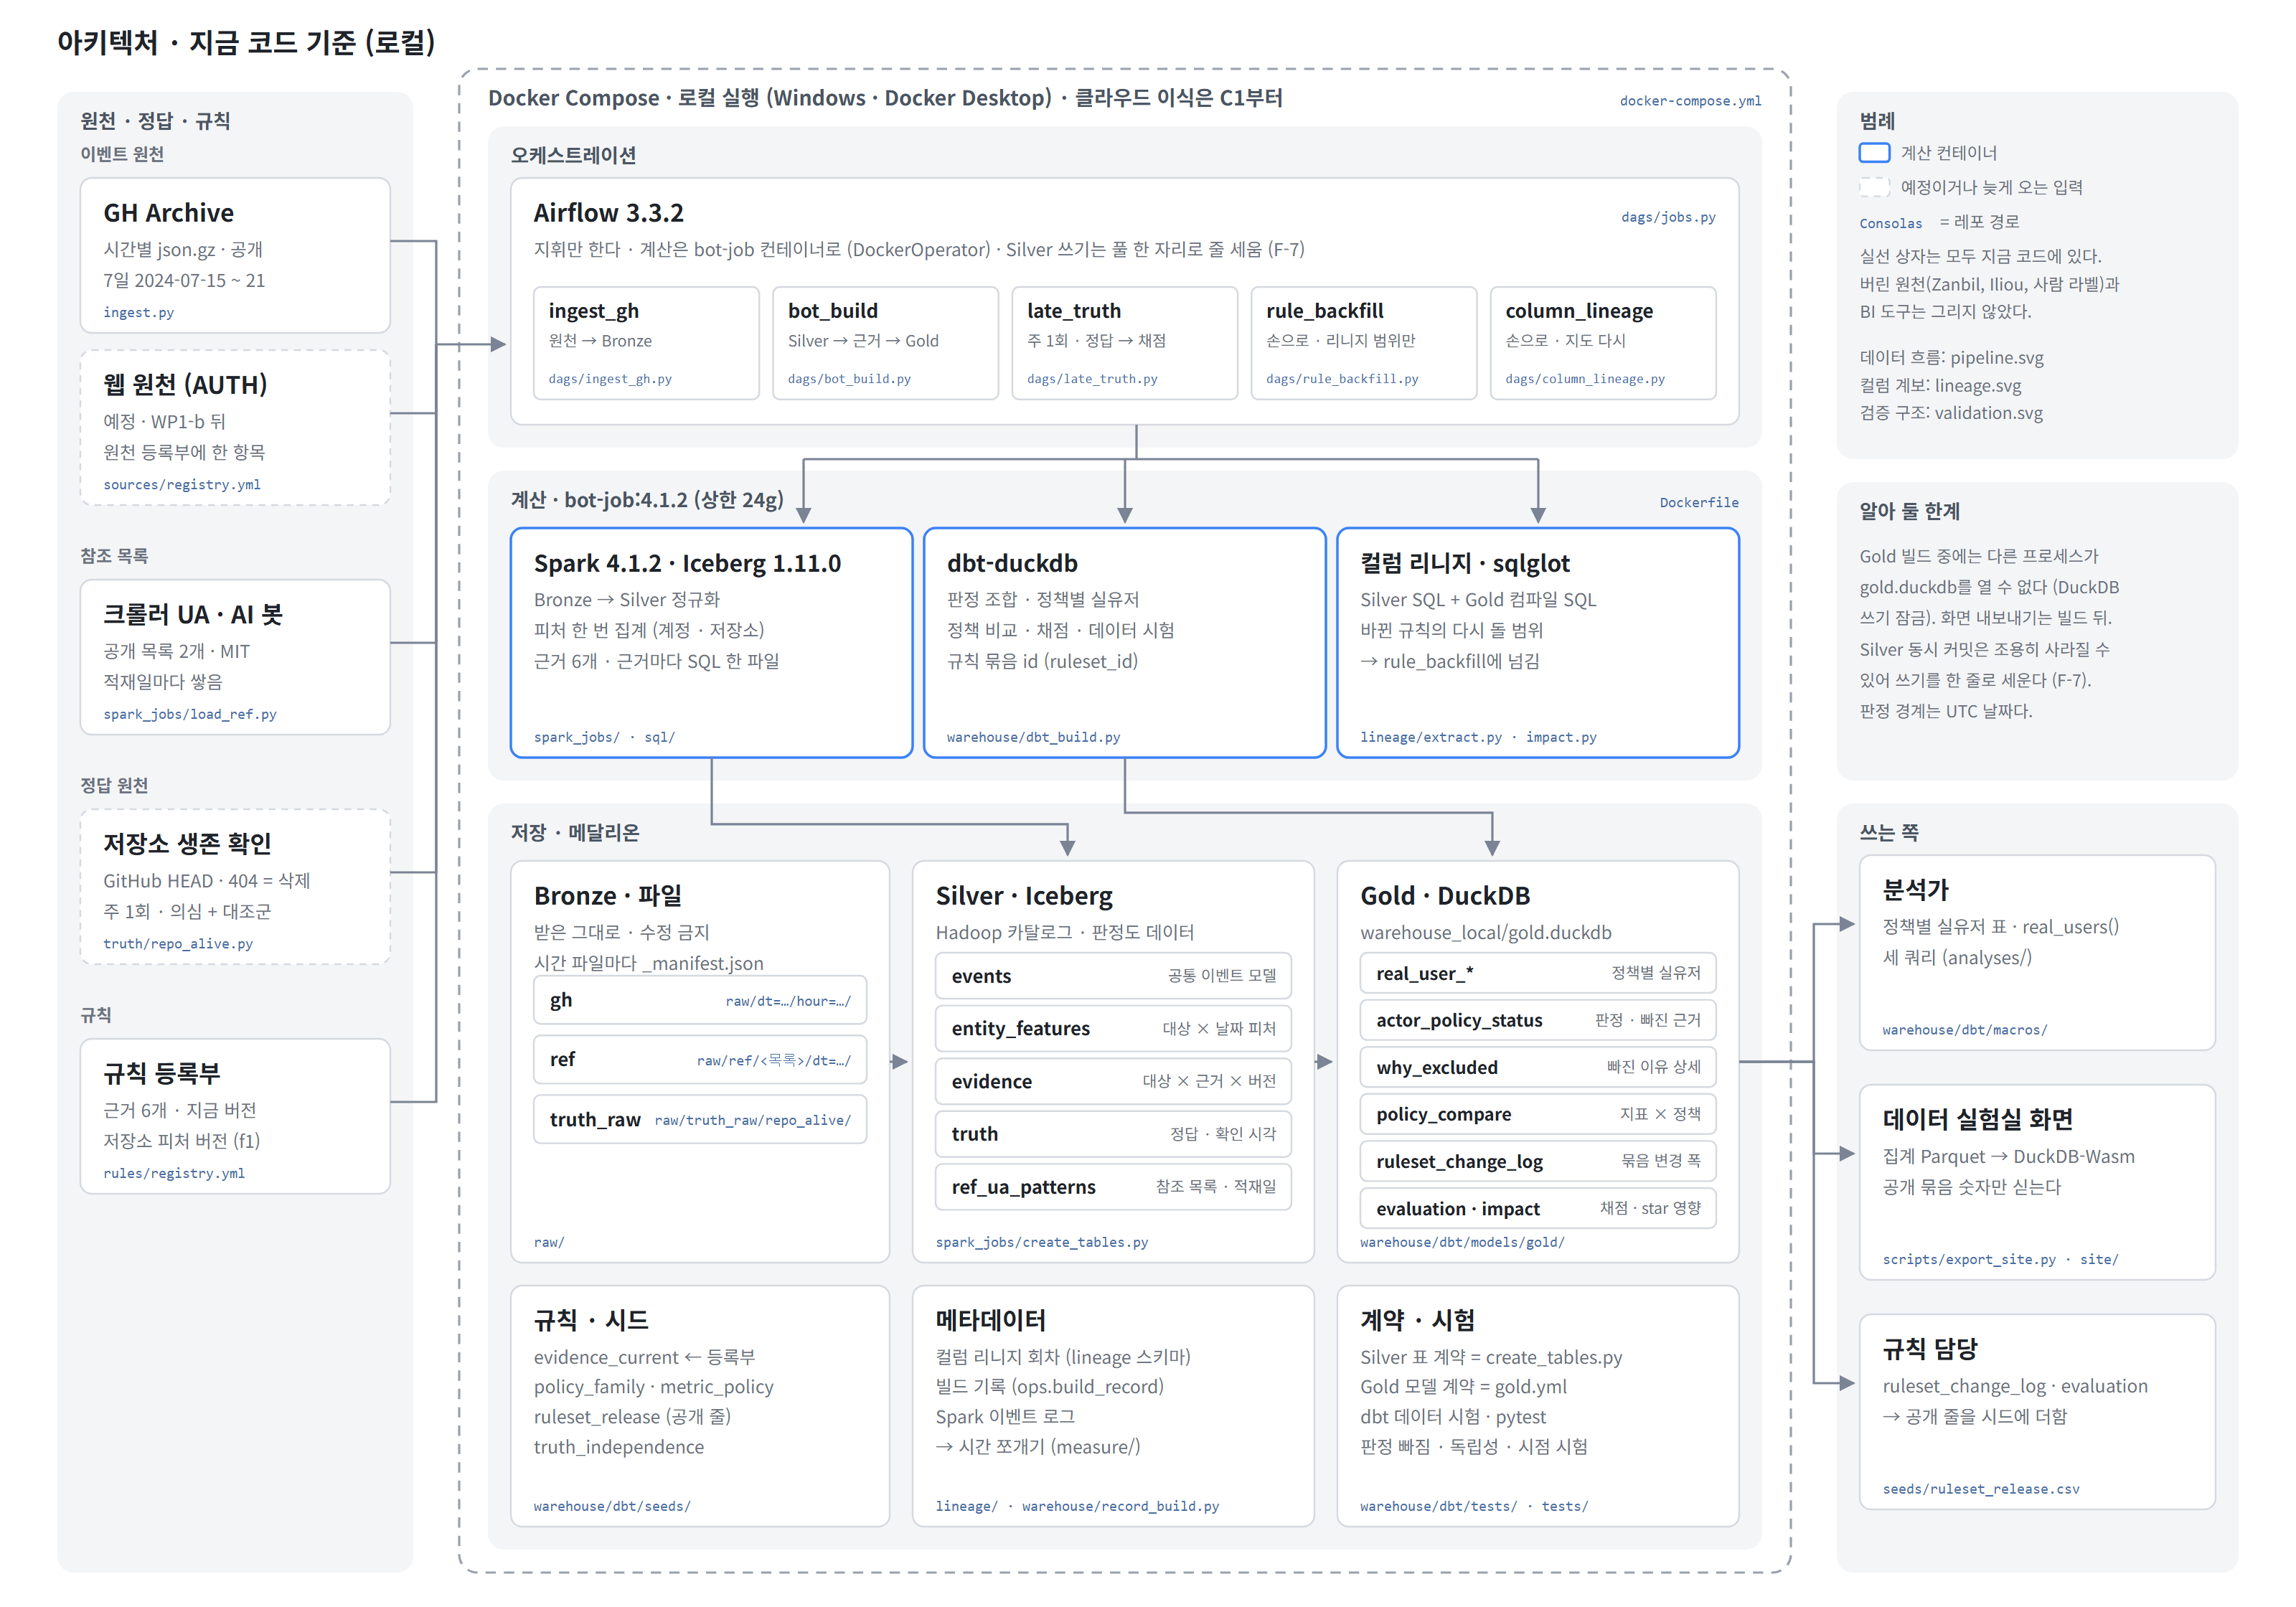 아키텍처 · 지금 코드 기준 (로컬)
원천 · 정답 · 규칙
이벤트 원천
GH Archive
시간별 json.gz · 공개
7일 2024-07-15 ~ 21
ingest.py
웹 원천 (AUTH)
예정 · WP1-b 뒤
원천 등록부에 한 항목
sources/registry.yml
참조 목록
크롤러 UA · AI 봇
공개 목록 2개 · MIT
적재일마다 쌓음
spark_jobs/load_ref.py
정답 원천
저장소 생존 확인
GitHub HEAD · 404 = 삭제
주 1회 · 의심 + 대조군
truth/repo_alive.py
규칙
규칙 등록부
근거 6개 · 지금 버전
저장소 피처 버전 (f1)
rules/registry.yml
Docker Compose · 로컬 실행 (Windows · Docker Desktop) · 클라우드 이식은 C1부터
docker-compose.yml
오케스트레이션
Airflow 3.3.2
dags/jobs.py
지휘만 한다 · 계산은 bot-job 컨테이너로 (DockerOperator) · Silver 쓰기는 풀 한 자리로 줄 세움 (F-7)
ingest_gh
원천 → Bronze
dags/ingest_gh.py
bot_build
Silver → 근거 → Gold
dags/bot_build.py
late_truth
주 1회 · 정답 → 채점
dags/late_truth.py
rule_backfill
손으로 · 리니지 범위만
dags/rule_backfill.py
column_lineage
손으로 · 지도 다시
dags/column_lineage.py
계산 · bot-job:4.1.2 (상한 24g)
Dockerfile
Spark 4.1.2 · Iceberg 1.11.0
Bronze → Silver 정규화
피처 한 번 집계 (계정 · 저장소)
근거 6개 · 근거마다 SQL 한 파일
spark_jobs/ · sql/
dbt-duckdb
판정 조합 · 정책별 실유저
정책 비교 · 채점 · 데이터 시험
규칙 묶음 id (ruleset_id)
warehouse/dbt_build.py
컬럼 리니지 · sqlglot
Silver SQL + Gold 컴파일 SQL
바뀐 규칙의 다시 돌 범위
→ rule_backfill에 넘김
lineage/extract.py · impact.py
저장 · 메달리온
Bronze · 파일
받은 그대로 · 수정 금지
시간 파일마다 _manifest.json
gh raw/dt=…/hour=…/
ref raw/ref/<목록>/dt=…/
truth_raw raw/truth_raw/repo_alive/
raw/
Silver · Iceberg
Hadoop 카탈로그 · 판정도 데이터
events 공통 이벤트 모델
entity_features 대상 × 날짜 피처
evidence 대상 × 근거 × 버전
truth 정답 · 확인 시각
ref_ua_patterns 참조 목록 · 적재일
spark_jobs/create_tables.py
Gold · DuckDB
warehouse_local/gold.duckdb
real_user_* 정책별 실유저
actor_policy_status 판정 · 빠진 근거
why_excluded 빠진 이유 상세
policy_compare 지표 × 정책
ruleset_change_log 묶음 변경 폭
evaluation · impact 채점 · star 영향
warehouse/dbt/models/gold/
규칙 · 시드
evidence_current ← 등록부
policy_family · metric_policy
ruleset_release (공개 줄)
truth_independence
warehouse/dbt/seeds/
메타데이터
컬럼 리니지 회차 (lineage 스키마)
빌드 기록 (ops.build_record)
Spark 이벤트 로그
→ 시간 쪼개기 (measure/)
lineage/ · warehouse/record_build.py
계약 · 시험
Silver 표 계약 = create_tables.py
Gold 모델 계약 = gold.yml
dbt 데이터 시험 · pytest
판정 빠짐 · 독립성 · 시점 시험
warehouse/dbt/tests/ · tests/
범례
계산 컨테이너
예정이거나 늦게 오는 입력
Consolas = 레포 경로
실선 상자는 모두 지금 코드에 있다.
버린 원천(Zanbil, Iliou, 사람 라벨)과
BI 도구는 그리지 않았다.
데이터 흐름: pipeline.svg
컬럼 계보: lineage.svg
검증 구조: validation.svg
알아 둘 한계
Gold 빌드 중에는 다른 프로세스가
gold.duckdb를 열 수 없다 (DuckDB
쓰기 잠금). 화면 내보내기는 빌드 뒤.
Silver 동시 커밋은 조용히 사라질 수
있어 쓰기를 한 줄로 세운다 (F-7).
판정 경계는 UTC 날짜다.
쓰는 쪽
분석가
정책별 실유저 표 · real_users()
세 쿼리 (analyses/)
warehouse/dbt/macros/
데이터 실험실 화면
집계 Parquet → DuckDB-Wasm
공개 묶음 숫자만 싣는다
scripts/export_site.py · site/
규칙 담당
ruleset_change_log · evaluation
→ 공개 줄을 시드에 더함
seeds/ruleset_release.csv